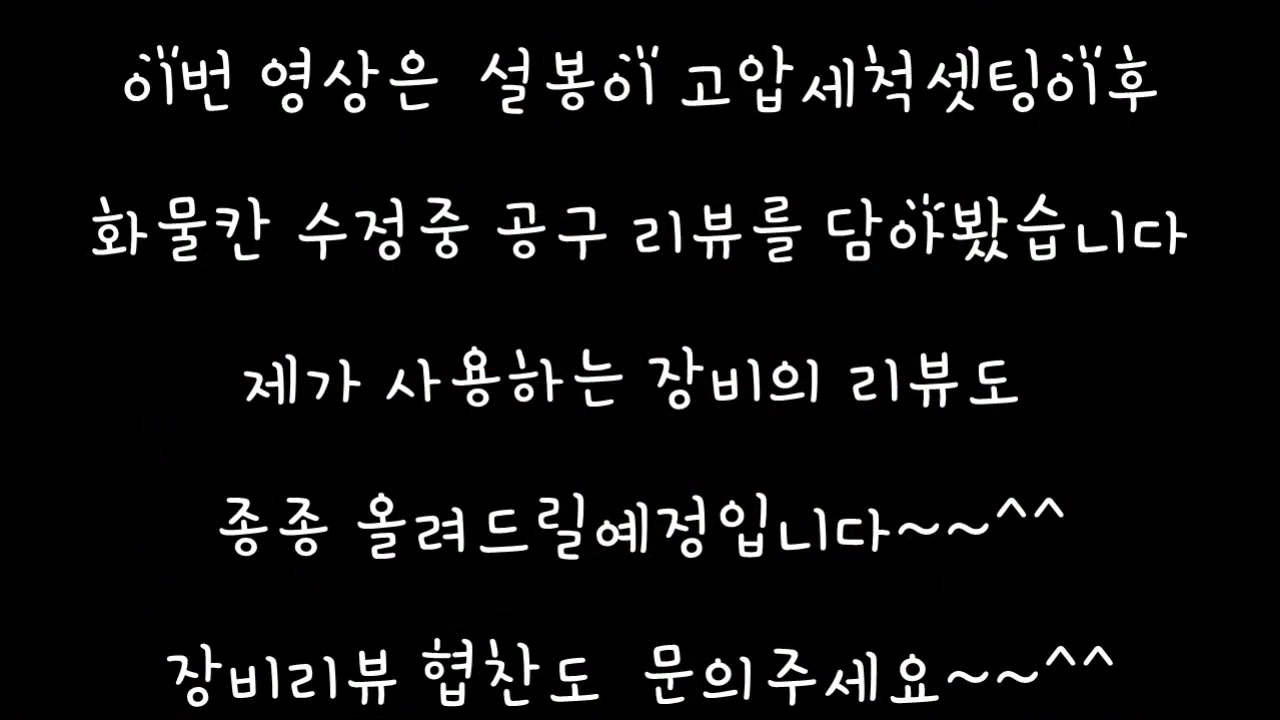 이번 영상은 설봉이 고압세척셋팅이후
화물칸 수정중 공구 리뷰를 담아봤습니다
제가 사용하는 장비의 리뷰도
종종 올려드릴예정입니다~~^^
장비리뷰 협찬도 문의주세요~~^^